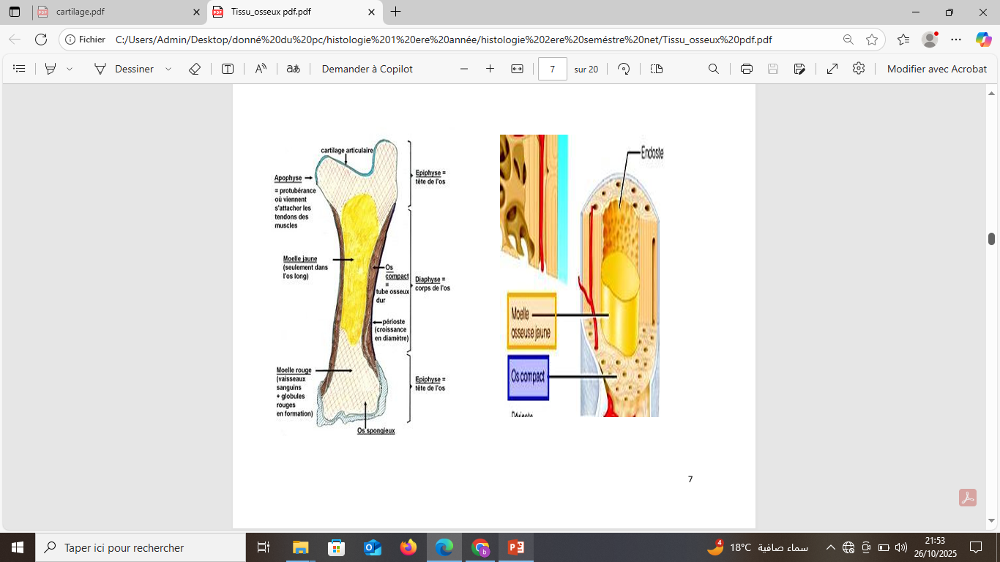 cartilage.pdf
Tissu_osseux pdf.pdf
Fichier
C:/Users/Admin/Desktop/donné%20du%20pc/histologie%201%20ere%20année/histologie%202ere%20seméstre%20net/Tissu_osseux%20pdf.pdf
Dessiner
Demander à Copilot
7
sur 20
Modifier avec Acrobat
cartilage articulaire
Apophyse
= protubérance
où viennent
s'attacher les
tendons des
muscles
Epiphyse =
tête de l'os
Moelle jaune
(seulement dans
l'os long)
Os
compact
=
tube osseux
dur
Diaphyse =
corps de l'os
périoste
(croissance
en diamètre)
Moelle rouge
(vaisseaux
sanguins
+ globules
rouges
en formation)
Epiphyse =
tête de l'os
Os spongieux
Endoste
Moelle
osseuse jaune
Os compact
7
Taper ici pour rechercher
4
18°C سماء صافية
21:53
26/10/2025